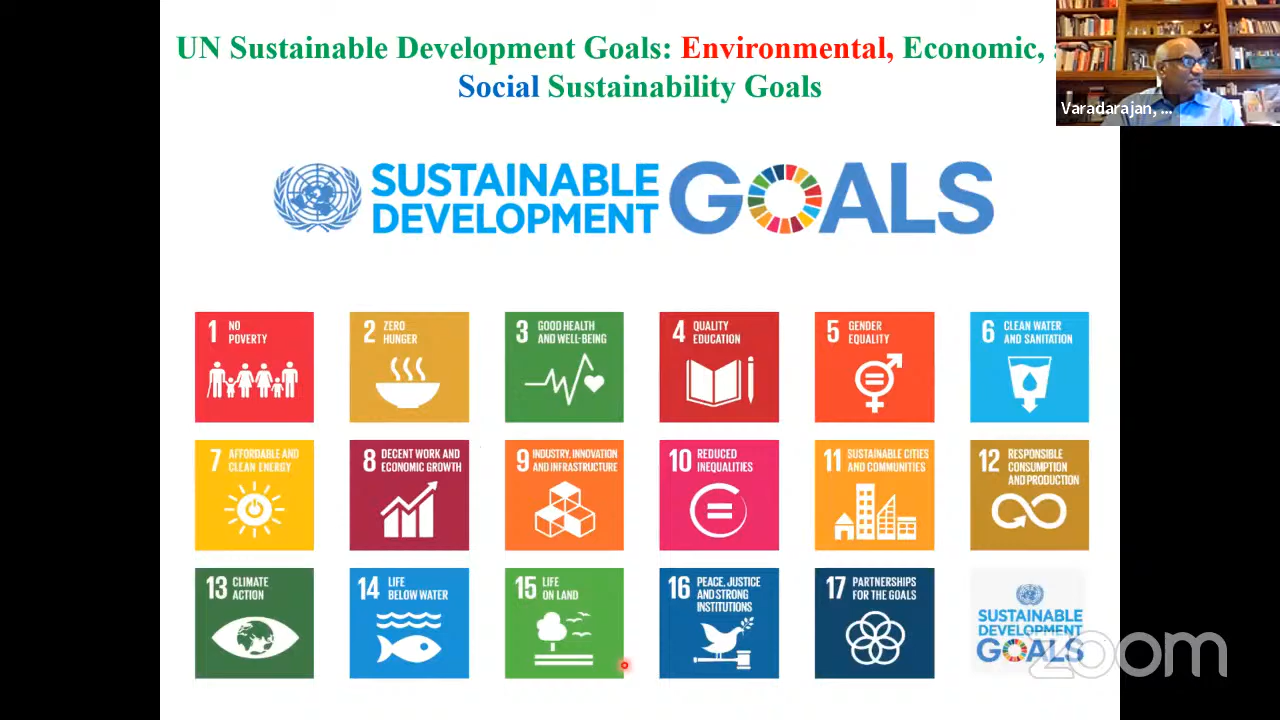 UN Sustainable Development Goals: Environmental, Economic,
Social Sustainability Goals
Varadarajan, ...
SUSTAINABLE
DEVELOPMENT
GOALS
1 NO
POVERTY
2 ZERO
HUNGER
3 GOOD HEALTH
AND WELL-BEING
4 QUALITY
EDUCATION
5 GENDER
EQUALITY
6 CLEAN WATER
AND SANITATION
7 AFFORDABLE AND
CLEAN ENERGY
8 DECENT WORK AND
ECONOMIC GROWTH
9 INDUSTRY, INNOVATION
AND INFRASTRUCTURE
10 REDUCED
INEQUALITIES
11 SUSTAINABLE CITIES
AND COMMUNITIES
12 RESPONSIBLE
CONSUMPTION
AND PRODUCTION
13 CLIMATE
ACTION
14 LIFE
BELOW WATER
15 LIFE
ON LAND
16 PEACE, JUSTICE
AND STRONG
INSTITUTIONS
17 PARTNERSHIPS
FOR THE GOALS
SUSTAINABLE
DEVELOPMENT
GOALS
zoom